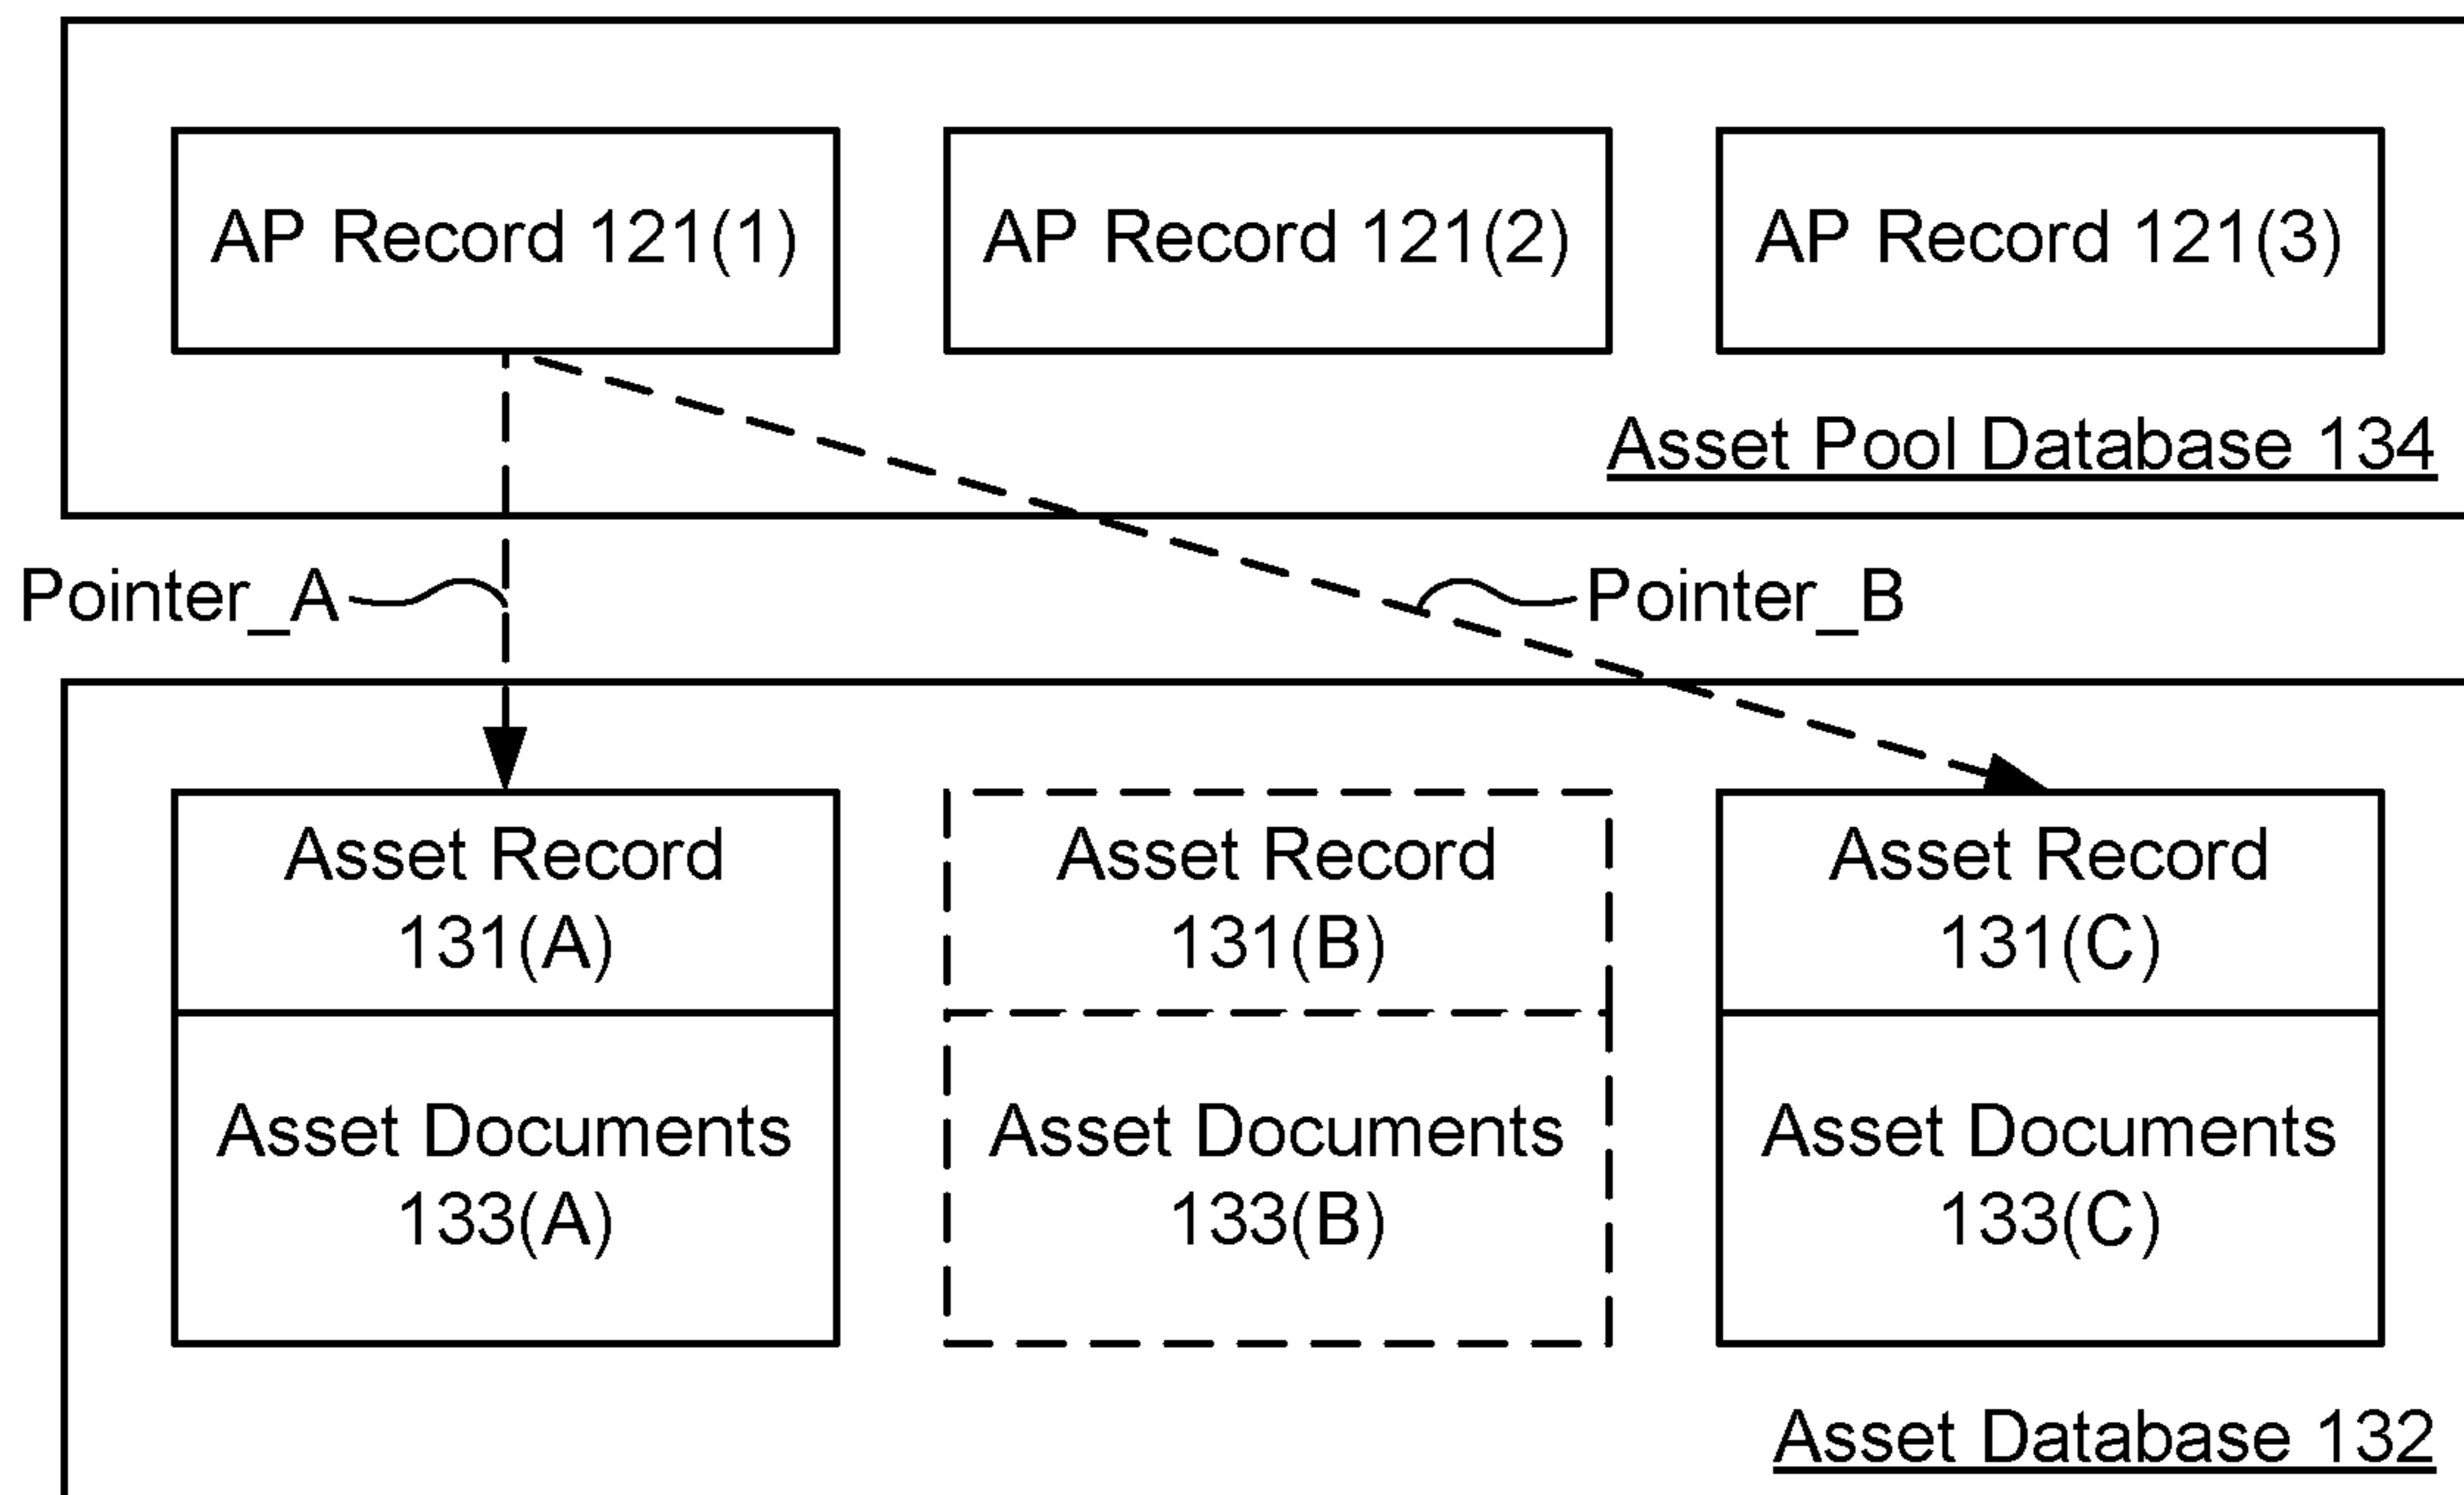 AP Record 121(1)
AP Record 121(2)
AP Record 121(3)
Asset Pool Database 134
Pointer_A
Pointer_B
Asset Record
131(A)
Asset Documents
133(A)
Asset Record
131(B)
Asset Documents
133(B)
Asset Record
131(C)
Asset Documents
133(C)
Asset Database 132